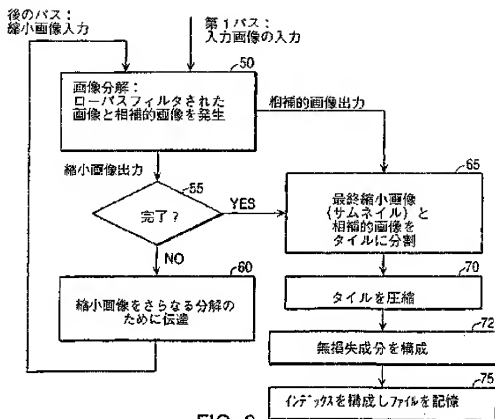 後のパス：
縮小画像入力
第１パス：
入力画像の入力
50
画像分解：
ローパスフィルタされた
画像と相補的画像を発生
相補的画像出力
縮小画像出力
55
完了？
YES
NO
60
縮小画像をさらなる分解の
ために伝達
65
最終縮小画像
(サムネイル) と
相補的画像を
タイルに分割
70
タイルを圧縮
72
無損失成分を構成
75
インデックスを構成しファイルを記憶